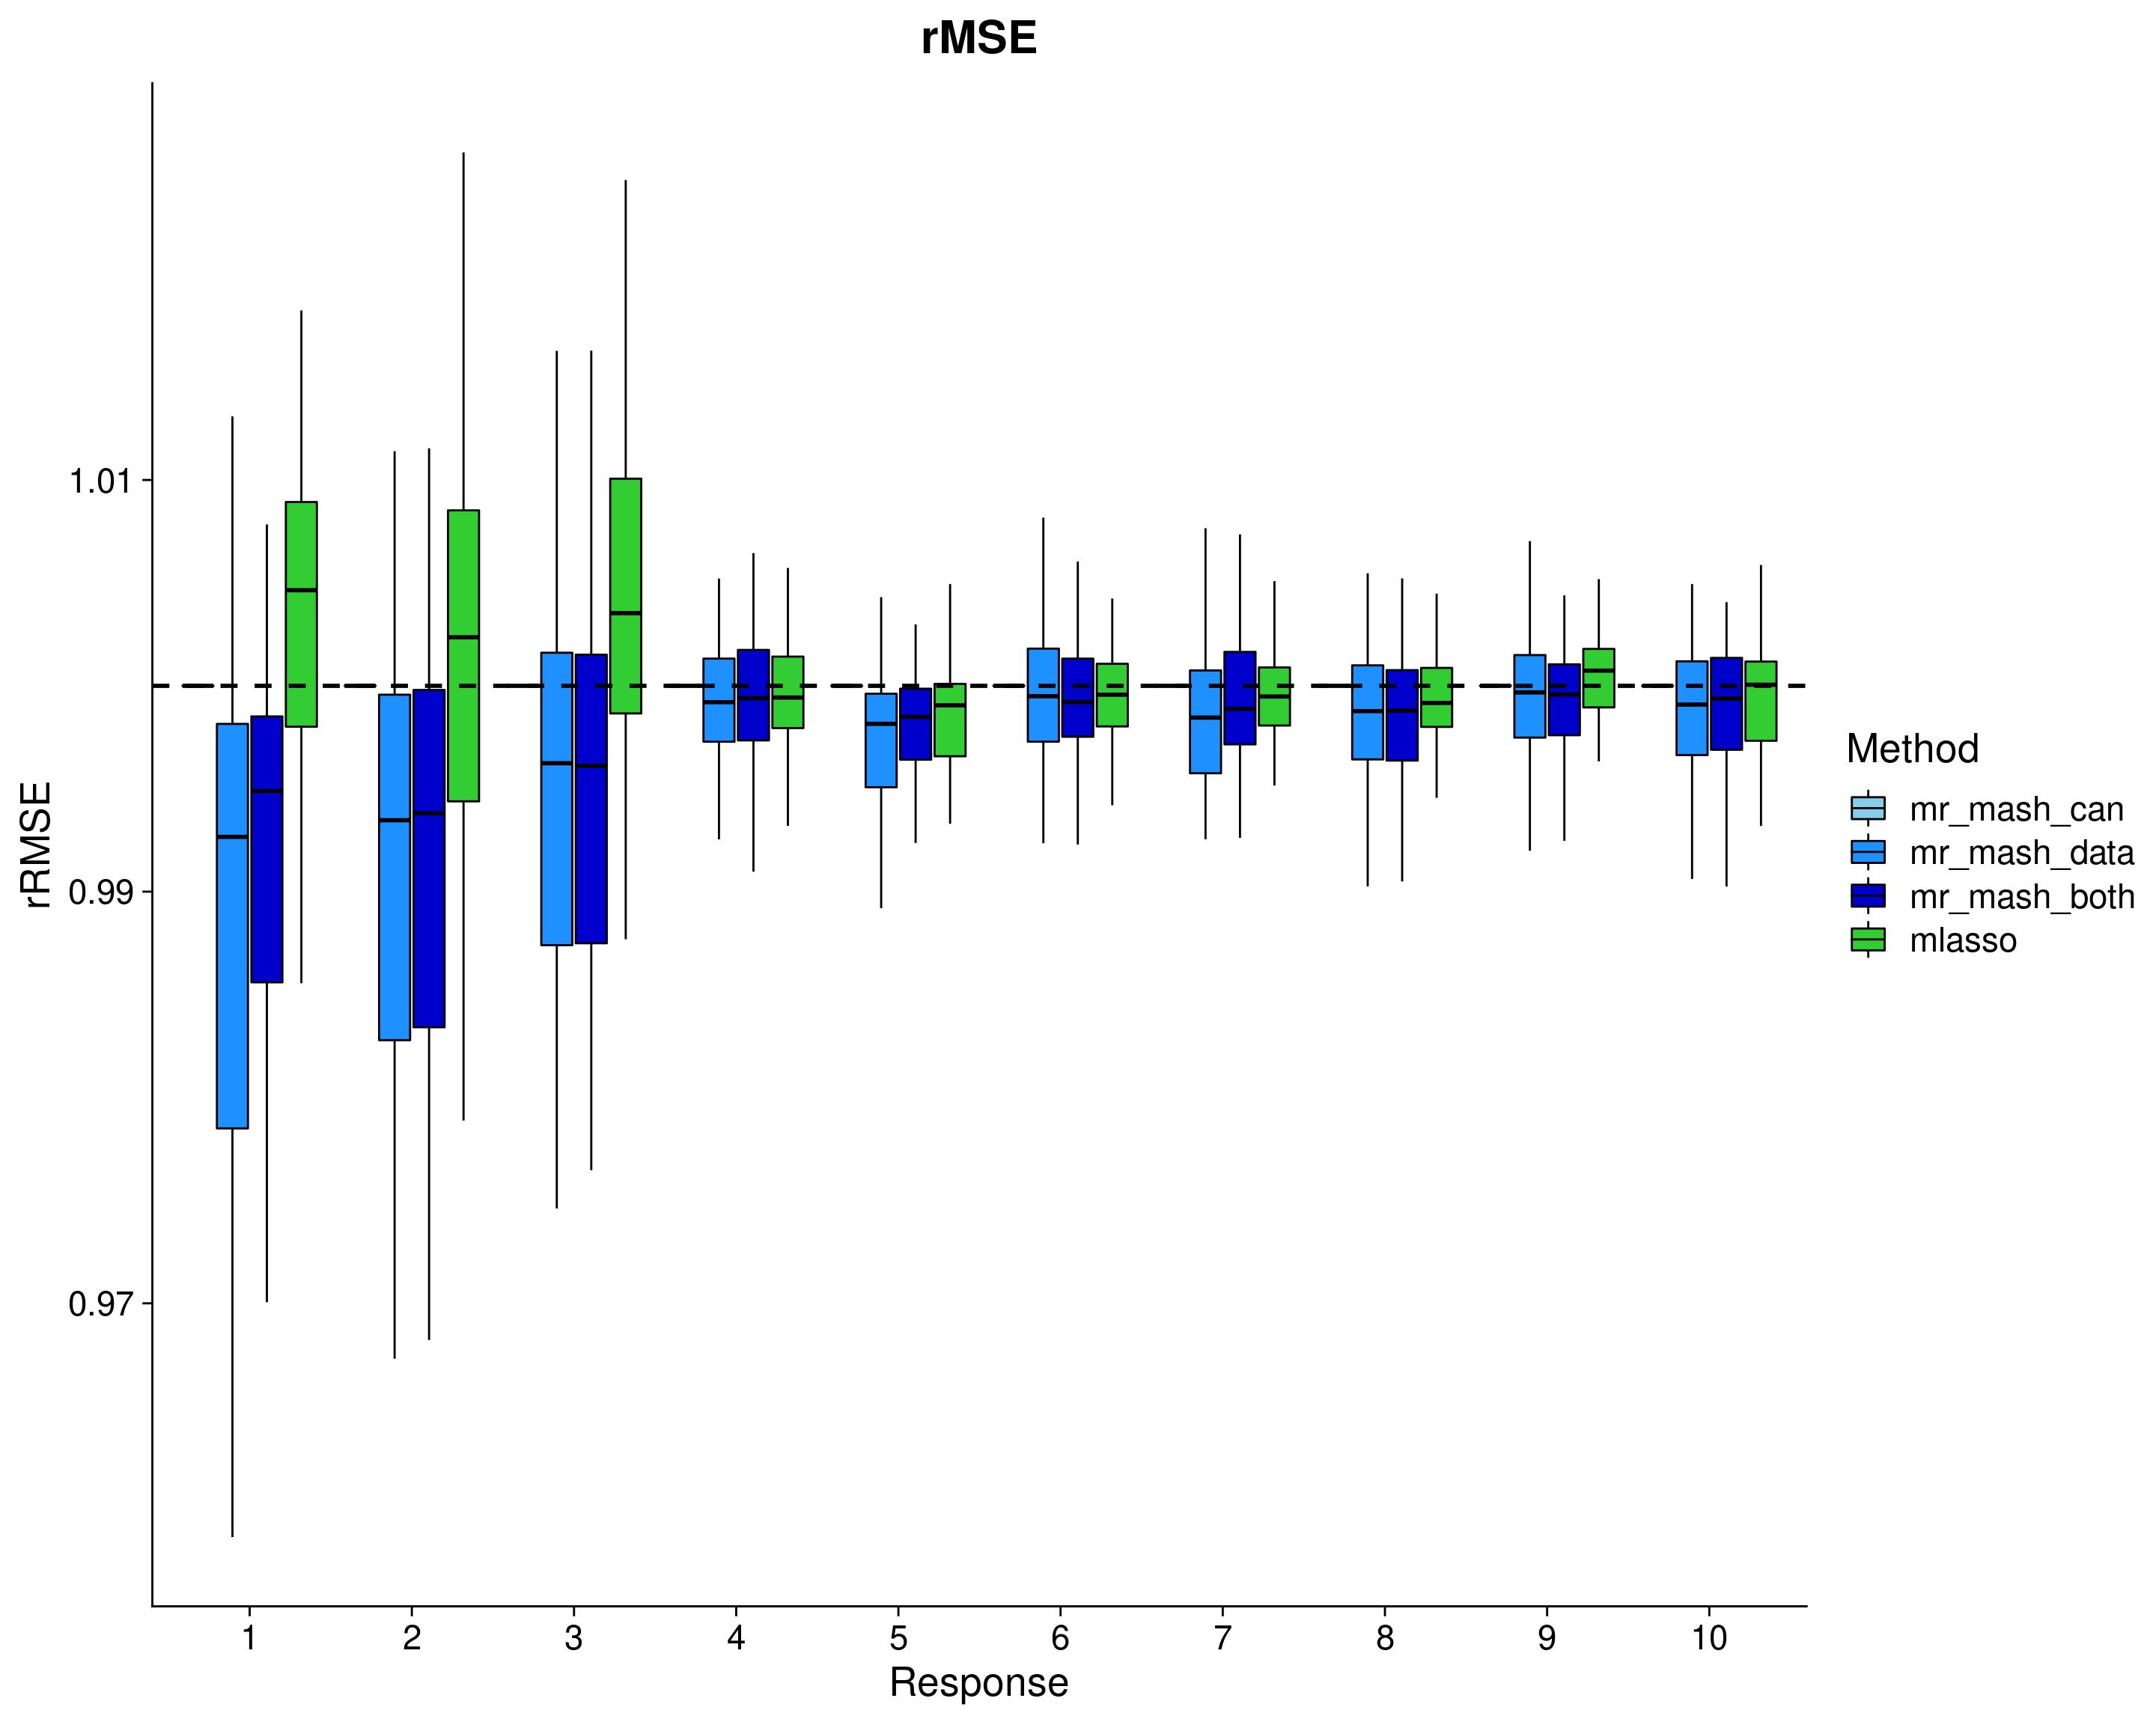 rMSE
rRMSE
1.01
0.99
0.97
1 2 3 4 5 6 7 8 9 10
Response
Method
mr_mash_can
mr_mash_data
mr_mash_both
mlasso